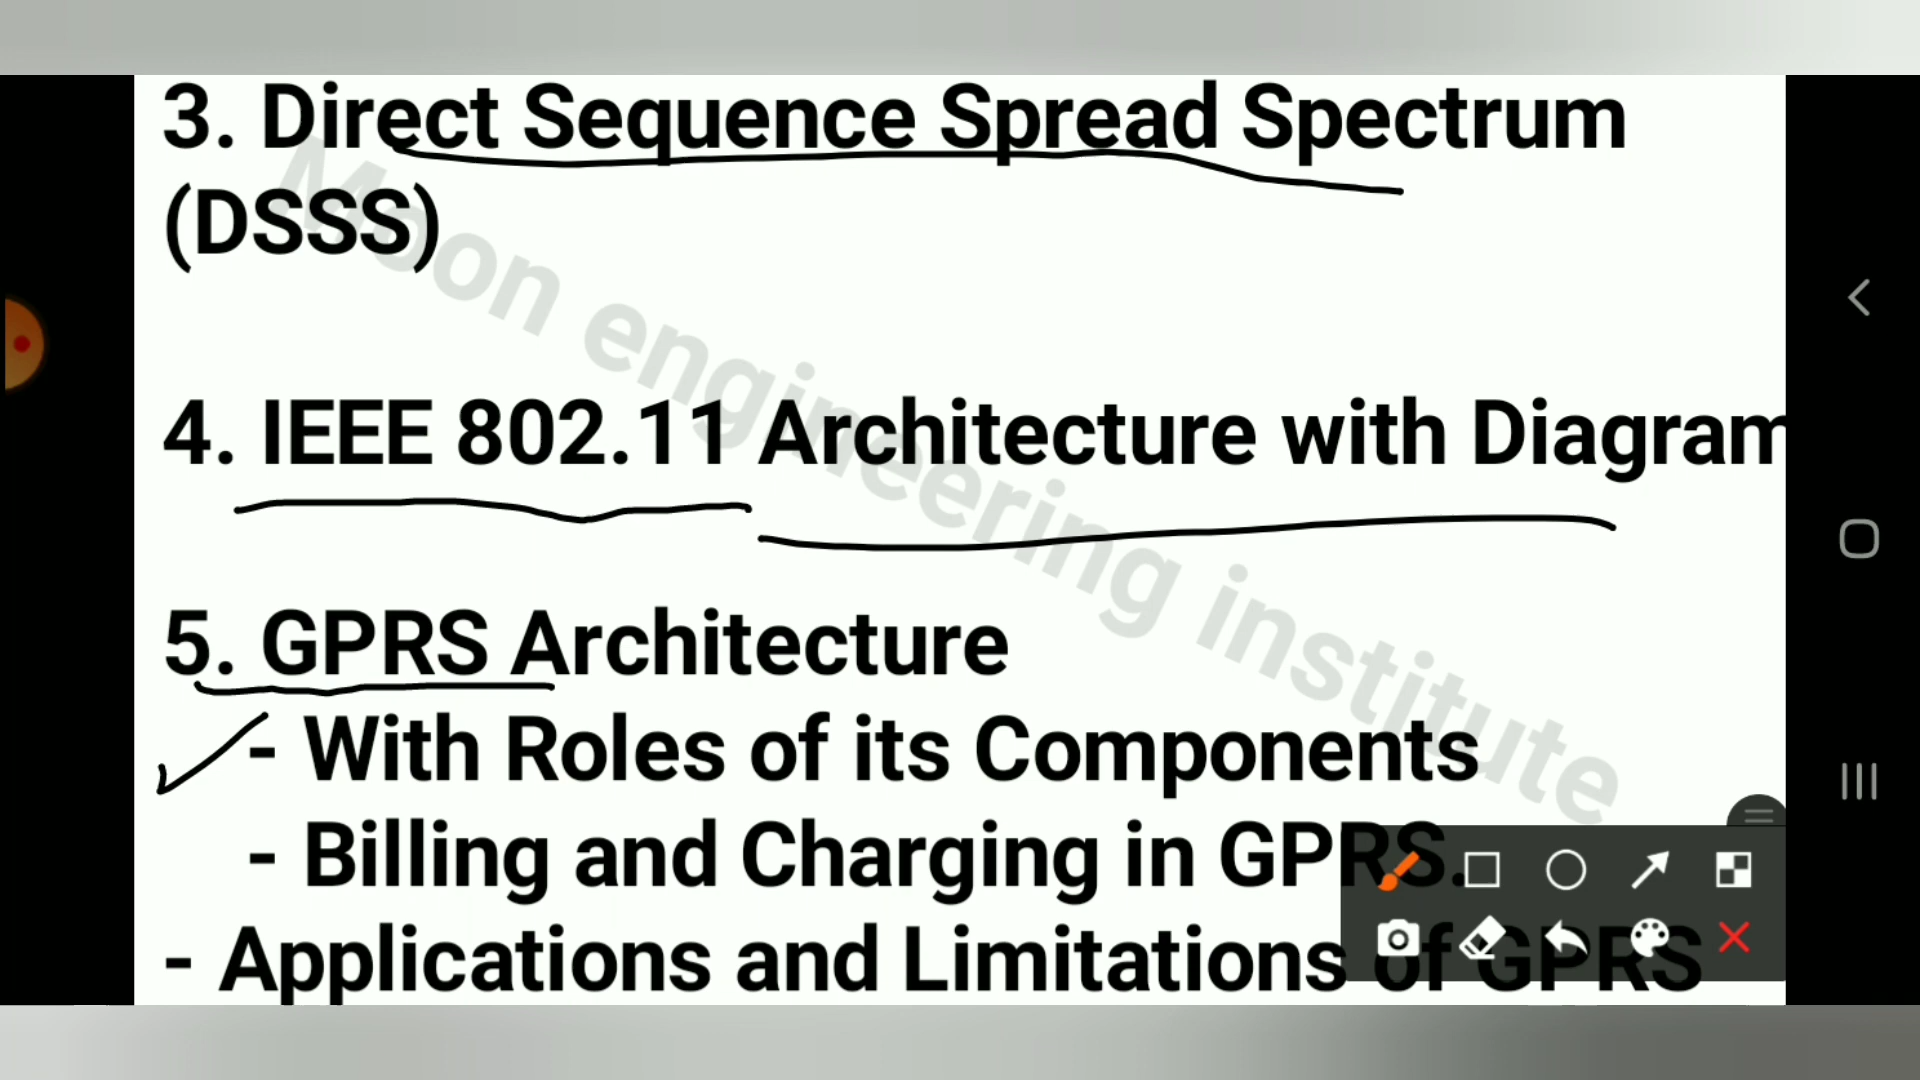 3. Direct Sequence Spread Spectrum
(DSSS)
4. IEEE 802.11 Architecture with Diagram
5. GPRS Architecture
- With Roles of its Components
- Billing and Charging in GPRS.
- Applications and Limitations of GPRS
Moon engineering institute